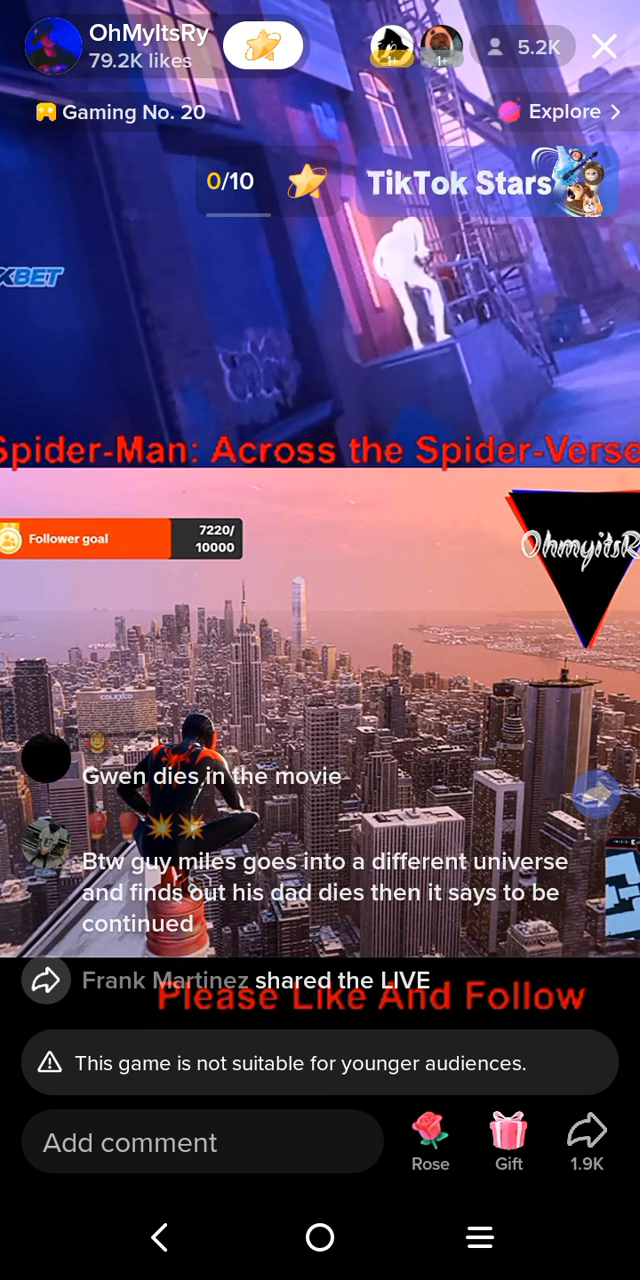 OhMyItsRy
79.2K likes
1+
1+
5.2K
Gaming No. 20
Explore
0/10
TikTok Stars
XBET
Spider-Man: Across the Spider-Verse
Follower goal
7220/
10000
OhmyitsR
Gwen dies in the movie
Btw guy miles goes into a different universe
and finds out his dad dies then it says to be
continued
Frank Martinez shared the LIVE
Please Like And Follow
This game is not suitable for younger audiences.
Add comment
Rose
Gift
1.9K